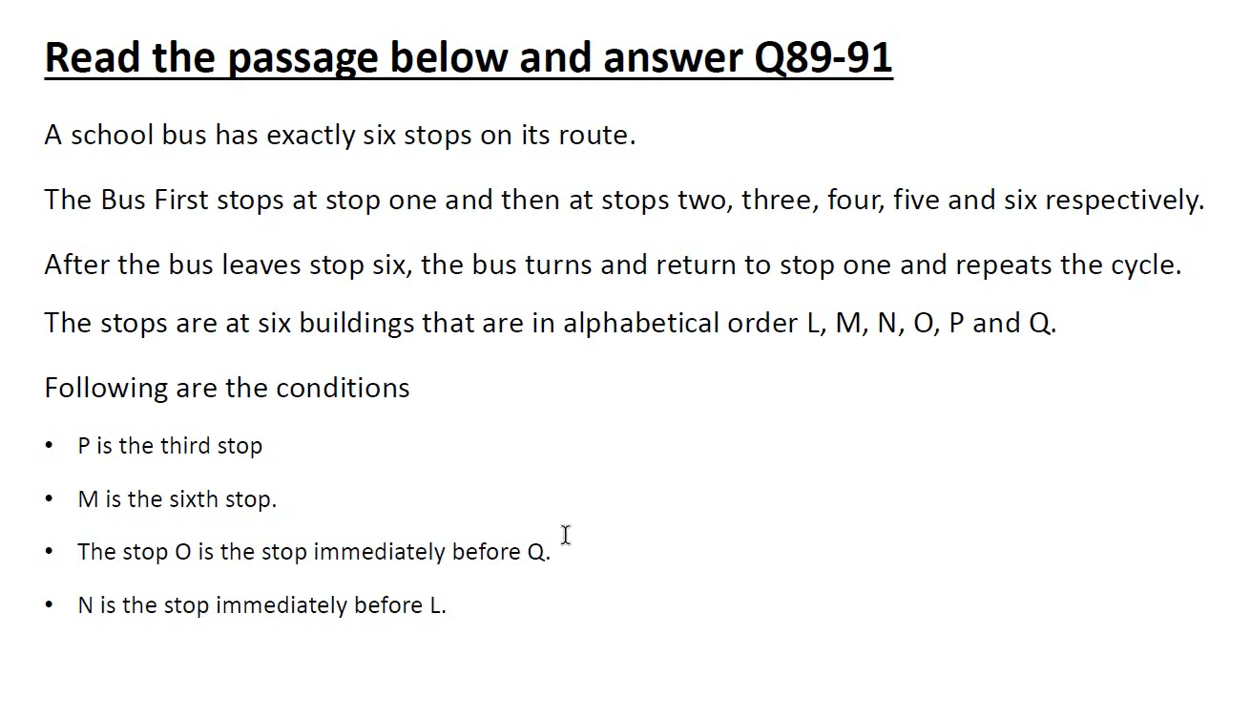 Read the passage below and answer Q89-91
A school bus has exactly six stops on its route.
The Bus First stops at stop one and then at stops two, three, four, five and six respectively.
After the bus leaves stop six, the bus turns and return to stop one and repeats the cycle.
The stops are at six buildings that are in alphabetical order L, M, N, O, P and Q.
Following are the conditions
• P is the third stop
• M is the sixth stop.
• The stop O is the stop immediately before Q.
• N is the stop immediately before L.